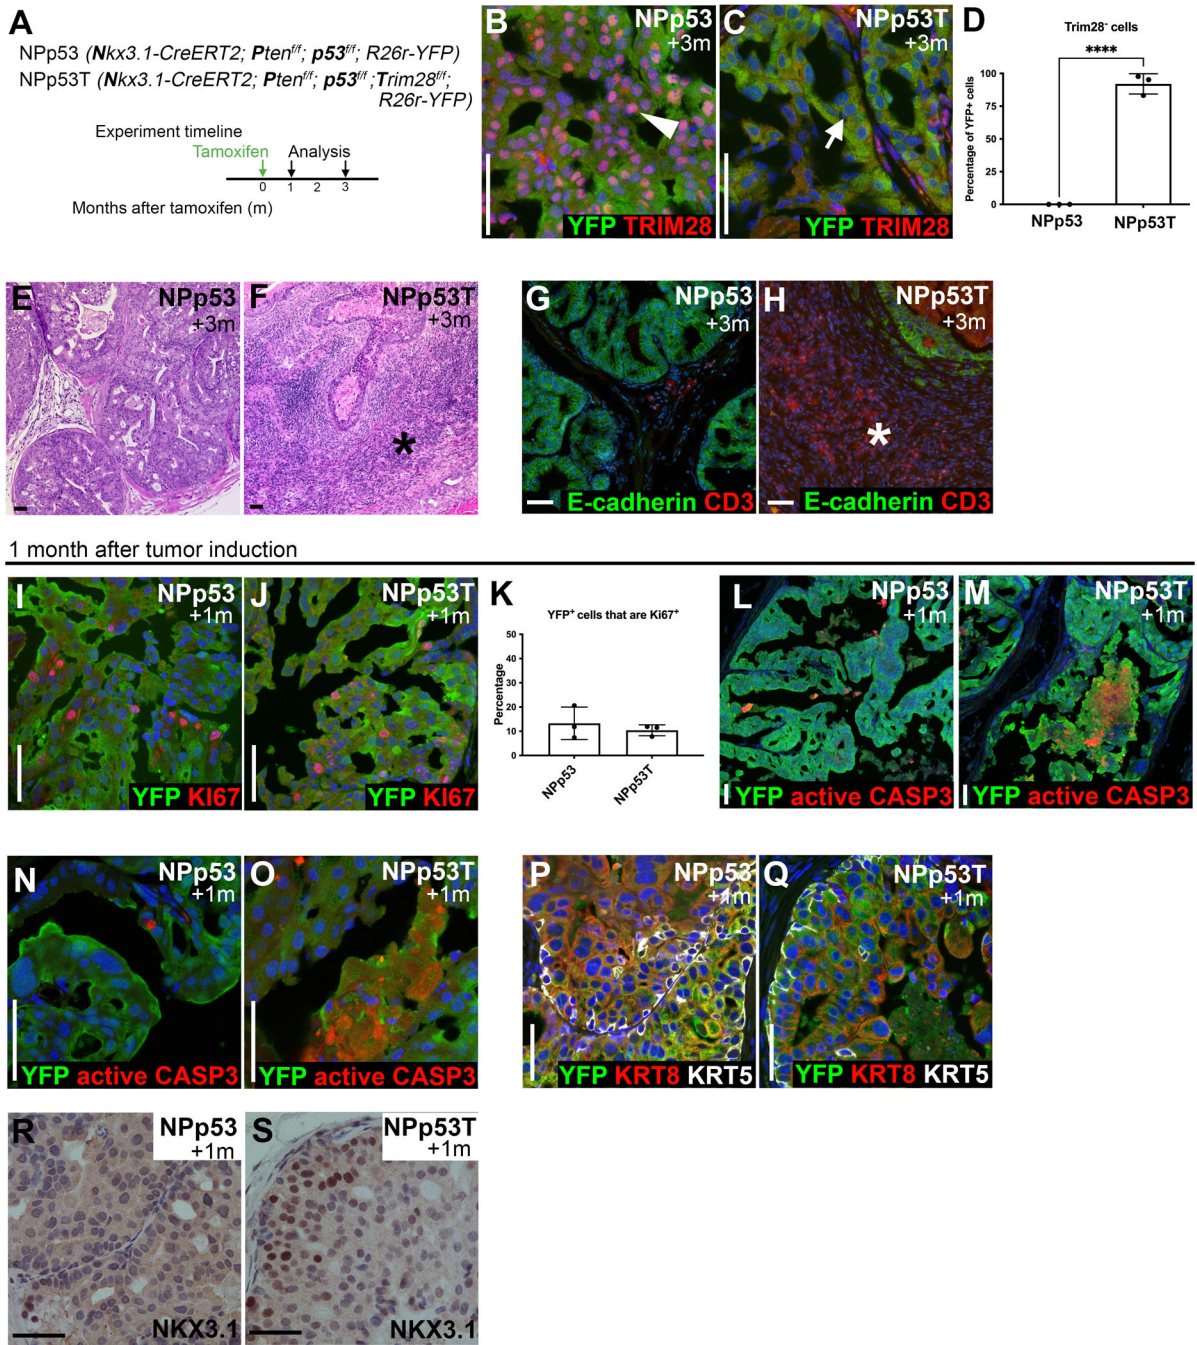 A
NPp53 (Nkx3.1-CreERT2; Pten^f/f; p53^f/f; R26r-YFP)
NPp53T (Nkx3.1-CreERT2; Pten^f/f; p53^f/f ;Trim28^f/f;
R26r-YFP)
Experiment timeline
Tamoxifen Analysis
0 1 2 3
Months after tamoxifen (m)
B NPp53
+3m
YFP TRIM28
C NPp53T
+3m
YFP TRIM28
D
Trim28⁻ cells
****
Percentage of YFP+ cells
100
75
50
25
0
NPp53 NPp53T
E NPp53
+3m
F NPp53T
+3m
*
G NPp53
+3m
E-cadherin CD3
H NPp53T
+3m
*
E-cadherin CD3
1 month after tumor induction
I NPp53
+1m
YFP KI67
J NPp53T
+1m
YFP KI67
K
YFP⁺ cells that are Ki67⁺
Percentage
50
40
30
20
10
0
NPp53 NPp53T
L NPp53
+1m
YFP active CASP3
M NPp53T
+1m
YFP active CASP3
N NPp53
+1m
YFP active CASP3
O NPp53T
+1m
YFP active CASP3
P NPp53
+1m
YFP KRT8 KRT5
Q NPp53T
+1m
YFP KRT8 KRT5
R NPp53
+1m
NKX3.1
S NPp53T
+1m
NKX3.1